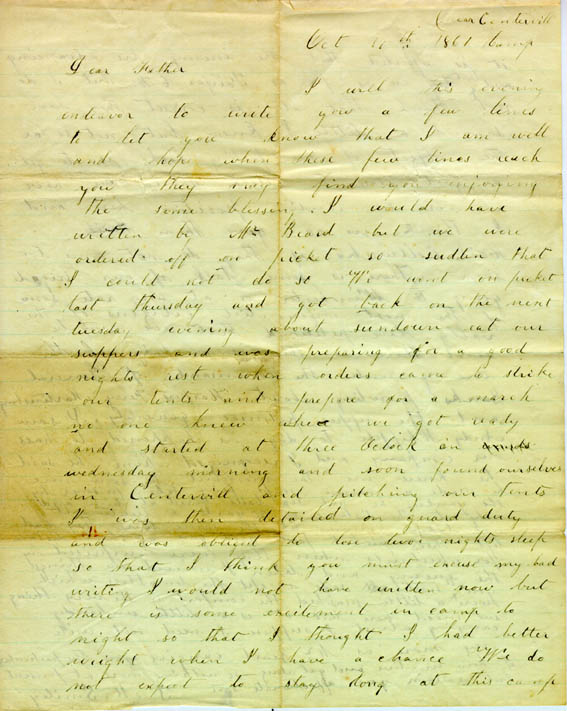 Near Centervill
Oct 10th 1861 Camp
Dear Father
I will this evening
endeavor to write you a few lines
to let you know that I am well
and hope when these few lines reach
you they may find you injoying
the same blessing. I would have
written by Mr Beard but we were
ordered off on picket so sudden that
I could not do so We went on picket
last thursday and got back on the next
tuesday evening about sundown eat our
suppers and was preparing for a good
nights rest when orders came to strike
our tents and prepare for a march
no one knew where we got ready
and started at three Oclock on
wednesday morning and soon found ourselves
in Centervill and pitching our tents
I was then detailed on guard duty
and was obliged to lose two nights sleep
so that I think you must excuse my bad
writing I would not have written now but
there is some excitement in camp to
night so that I thought I had better
wright when I have a chance We do
not expect to stay long at this camp